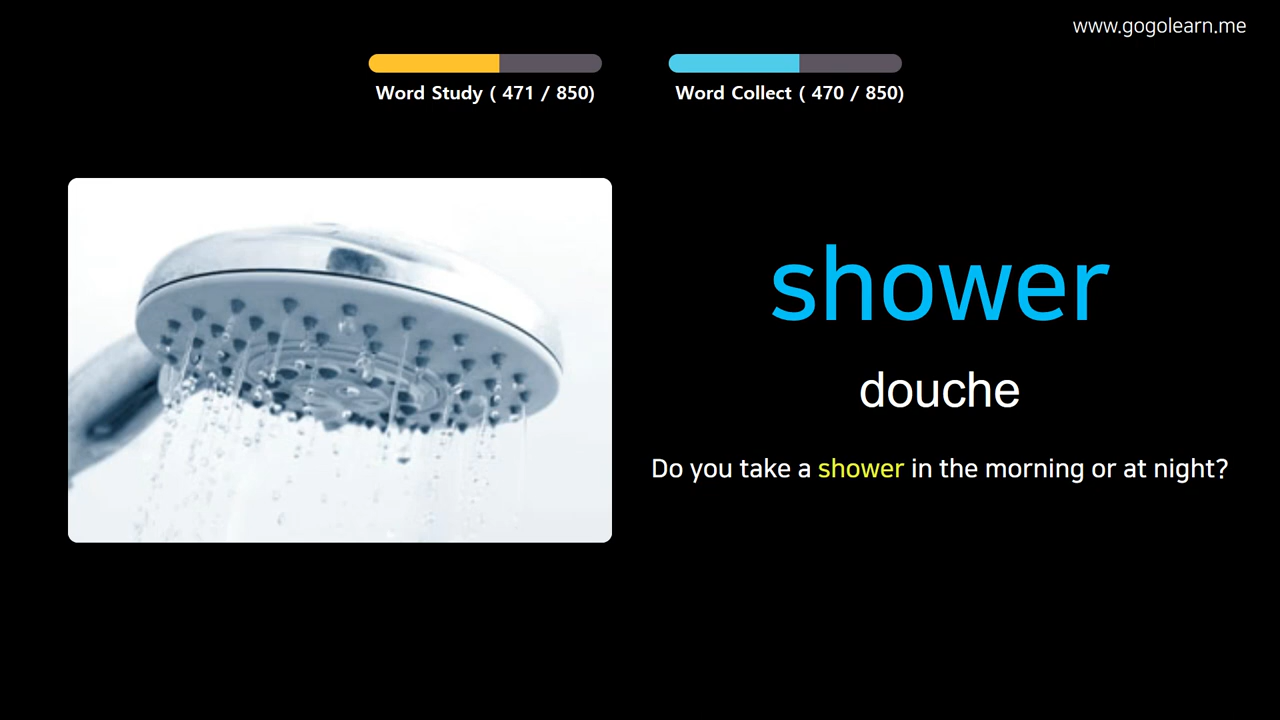 www.gogolearn.me
Word Study ( 471 / 850)
Word Collect ( 470 / 850)
shower
douche
Do you take a shower in the morning or at night?